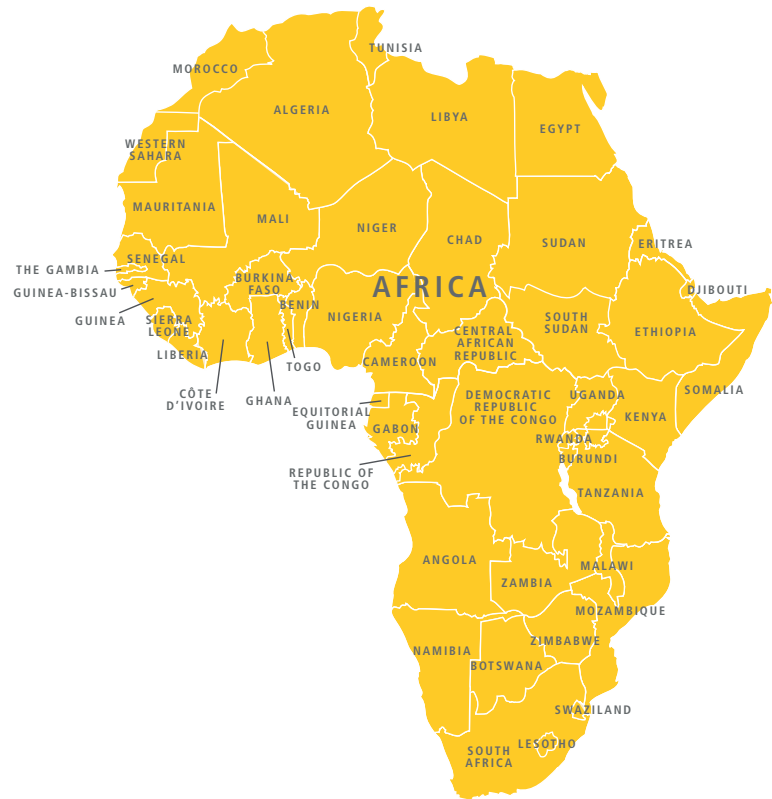 TUNISIA
MOROCCO
ALGERIA
LIBYA
EGYPT
WESTERN
SAHARA
MAURITANIA
MALI
NIGER
CHAD
SUDAN
ERITREA
SENEGAL
THE GAMBIA
BURKINA
FASO
AFRICA
DJIBOUTI
GUINEA-BISSAU
BENIN
GUINEA
SIERRA
LEONE
NIGERIA
SOUTH
SUDAN
ETHIOPIA
CENTRAL
AFRICAN
REPUBLIC
LIBERIA
TOGO
CAMEROON
CÔTE
D'IVOIRE
GHANA
EQUITORIAL
GUINEA
DEMOCRATIC
REPUBLIC
OF THE CONGO
UGANDA
SOMALIA
KENYA
GABON
RWANDA
BURUNDI
REPUBLIC OF
THE CONGO
TANZANIA
ANGOLA
MALAWI
ZAMBIA
MOZAMBIQUE
ZIMBABWE
NAMIBIA
BOTSWANA
SWAZILAND
LESOTHO
SOUTH
AFRICA